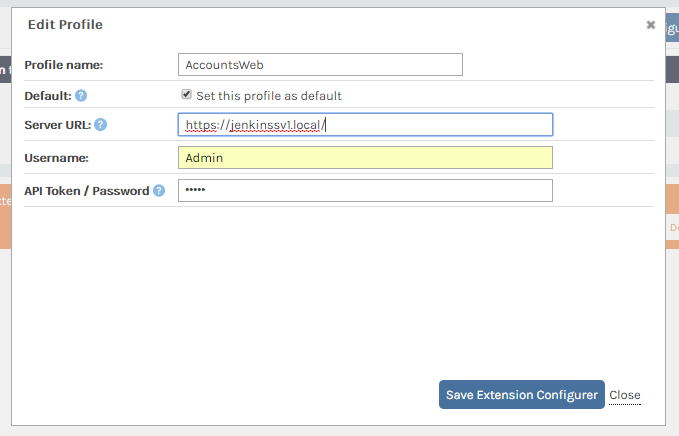 Edit Profile
Profile name: AccountsWeb
Default: ? Set this profile as default
Server URL: ? https://jenkinssv1.local/
Username: Admin
API Token / Password ? •••••
Save Extension Configurer Close